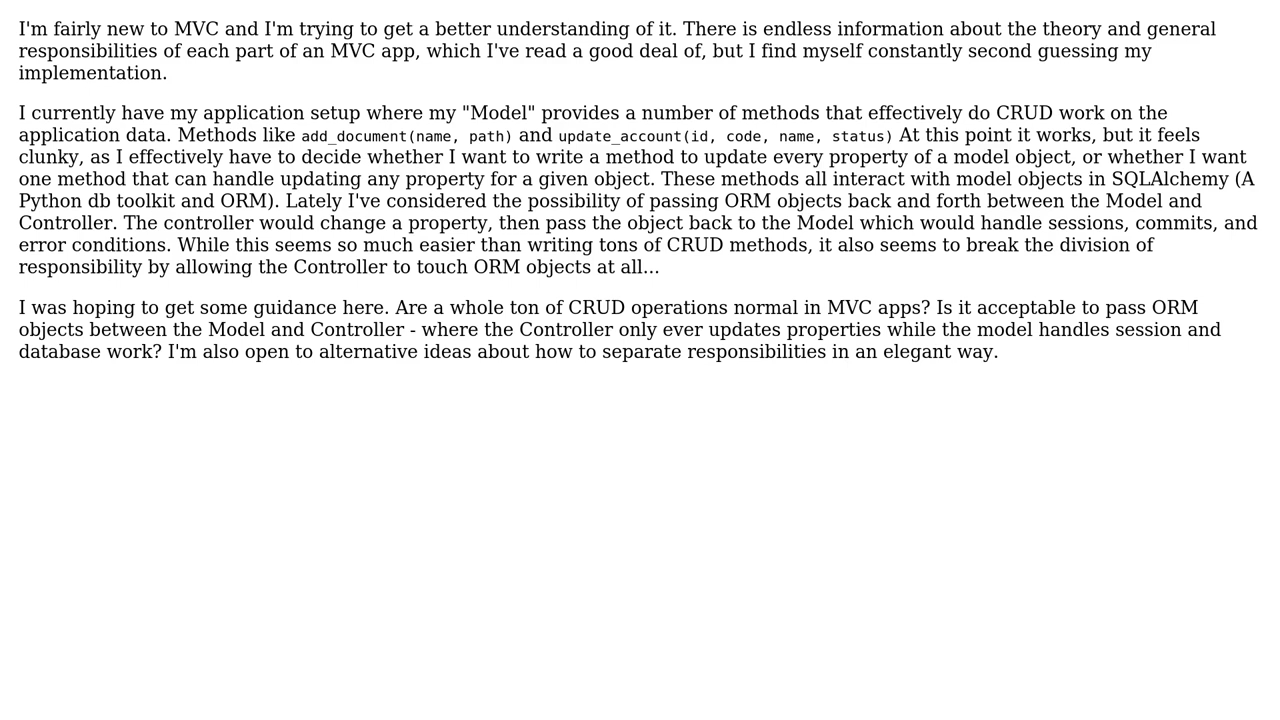 I'm fairly new to MVC and I'm trying to get a better understanding of it. There is endless information about the theory and general
responsibilities of each part of an MVC app, which I've read a good deal of, but I find myself constantly second guessing my
implementation.
I currently have my application setup where my "Model" provides a number of methods that effectively do CRUD work on the
application data. Methods like add_document(name, path) and update_account(id, code, name, status) At this point it works, but it feels
clunky, as I effectively have to decide whether I want to write a method to update every property of a model object, or whether I want
one method that can handle updating any property for a given object. These methods all interact with model objects in SQLAlchemy (A
Python db toolkit and ORM). Lately I've considered the possibility of passing ORM objects back and forth between the Model and
Controller. The controller would change a property, then pass the object back to the Model which would handle sessions, commits, and
error conditions. While this seems so much easier than writing tons of CRUD methods, it also seems to break the division of
responsibility by allowing the Controller to touch ORM objects at all...
I was hoping to get some guidance here. Are a whole ton of CRUD operations normal in MVC apps? Is it acceptable to pass ORM
objects between the Model and Controller - where the Controller only ever updates properties while the model handles session and
database work? I'm also open to alternative ideas about how to separate responsibilities in an elegant way.